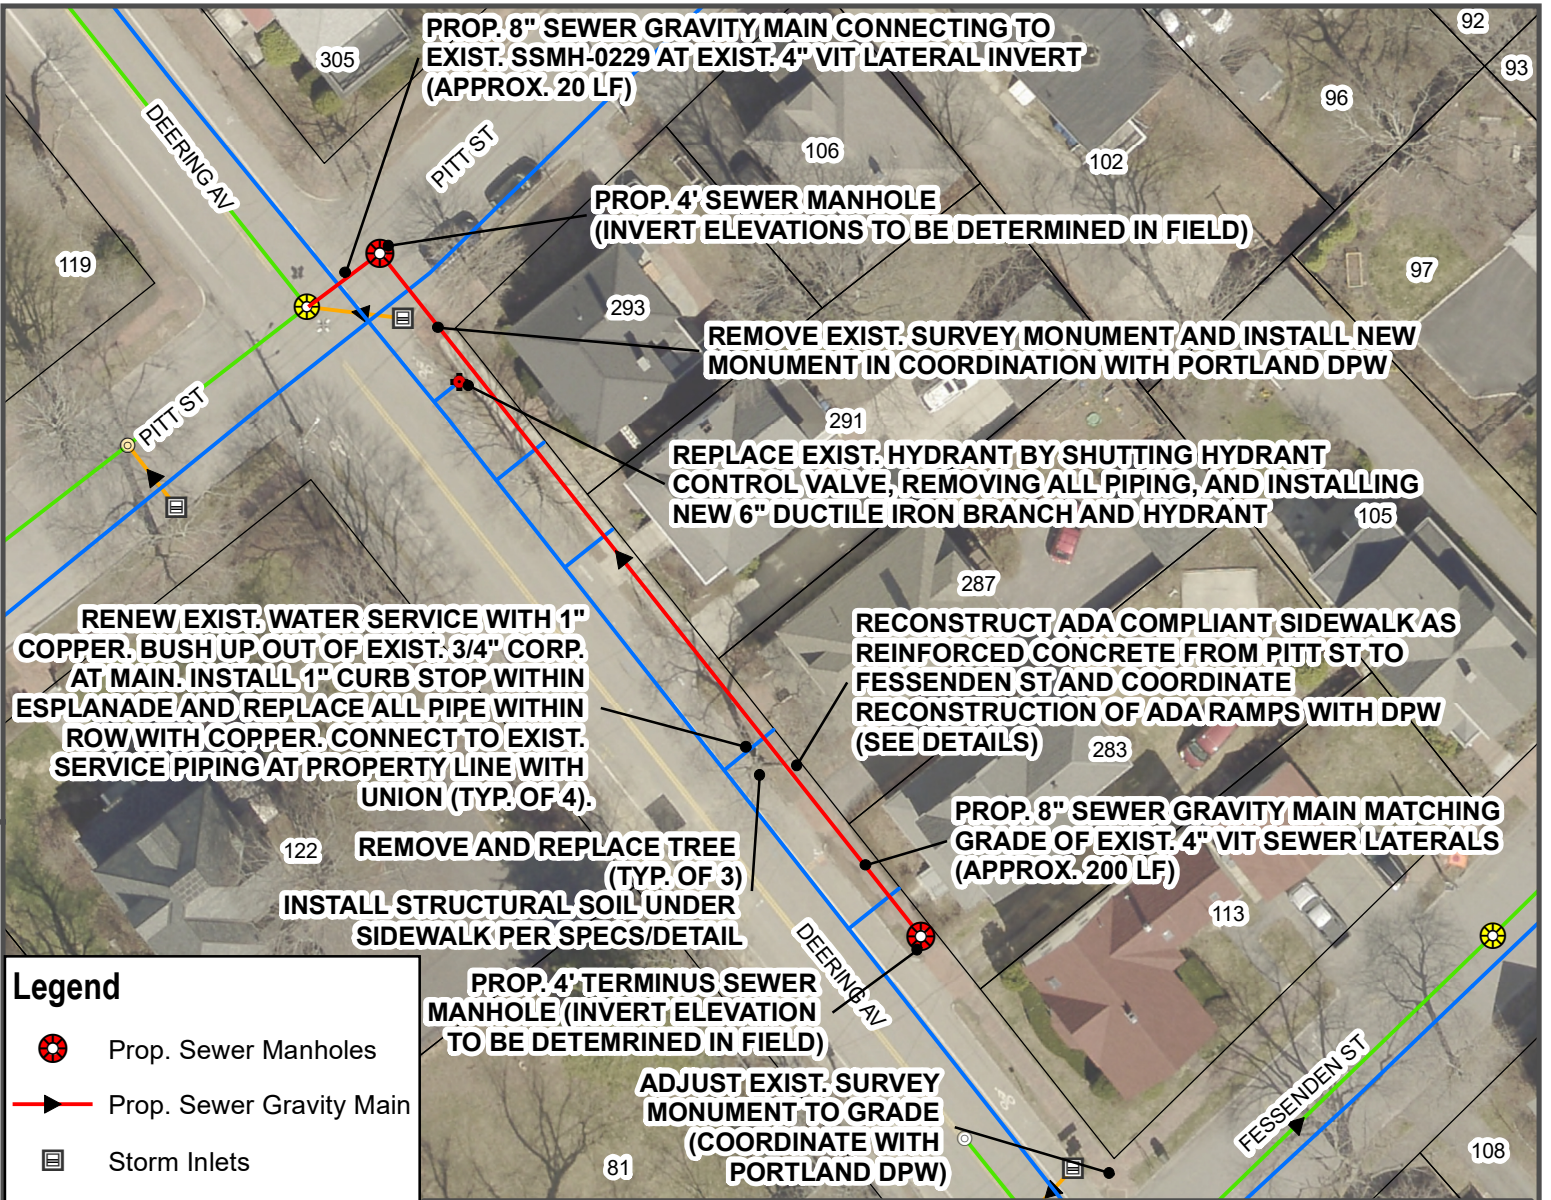 PROP. 8" SEWER GRAVITY MAIN CONNECTING TO
EXIST. SSMH-0229 AT EXIST. 4" VIT LATERAL INVERT
(APPROX. 20 LF)
92
93
305
96
DEERING AV
PITT ST
106
102
PROP. 4' SEWER MANHOLE
(INVERT ELEVATIONS TO BE DETERMINED IN FIELD)
119
97
293
REMOVE EXIST. SURVEY MONUMENT AND INSTALL NEW
MONUMENT IN COORDINATION WITH PORTLAND DPW
PITT ST
291
REPLACE EXIST. HYDRANT BY SHUTTING HYDRANT
CONTROL VALVE, REMOVING ALL PIPING, AND INSTALLING
NEW 6" DUCTILE IRON BRANCH AND HYDRANT
105
287
RENEW EXIST. WATER SERVICE WITH 1"
COPPER. BUSH UP OUT OF EXIST. 3/4" CORP.
AT MAIN. INSTALL 1" CURB STOP WITHIN
ESPLANADE AND REPLACE ALL PIPE WITHIN
ROW WITH COPPER. CONNECT TO EXIST.
SERVICE PIPING AT PROPERTY LINE WITH
UNION (TYP. OF 4).
RECONSTRUCT ADA COMPLIANT SIDEWALK AS
REINFORCED CONCRETE FROM PITT ST TO
FESSENDEN ST AND COORDINATE
RECONSTRUCTION OF ADA RAMPS WITH DPW
(SEE DETAILS)
283
PROP. 8" SEWER GRAVITY MAIN MATCHING
GRADE OF EXIST. 4" VIT SEWER LATERALS
(APPROX. 200 LF)
122
REMOVE AND REPLACE TREE
(TYP. OF 3)
INSTALL STRUCTURAL SOIL UNDER
SIDEWALK PER SPECS/DETAIL
113
DEERING AV
PROP. 4' TERMINUS SEWER
MANHOLE (INVERT ELEVATION
TO BE DETEMRINED IN FIELD)
ADJUST EXIST. SURVEY
MONUMENT TO GRADE
(COORDINATE WITH
PORTLAND DPW)
FESSENDEN ST
81
108
Legend
Prop. Sewer Manholes
Prop. Sewer Gravity Main
Storm Inlets